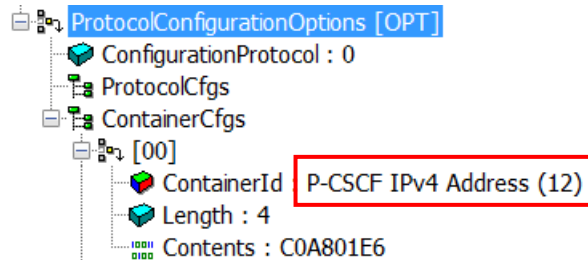 ProtocolConfigurationOptions [OPT]
ConfigurationProtocol : 0
ProtocolCfgs
ContainerCfgs
[00]
ContainerId : P-CSCF IPv4 Address (12)
Length : 4
Contents : C0A801E6